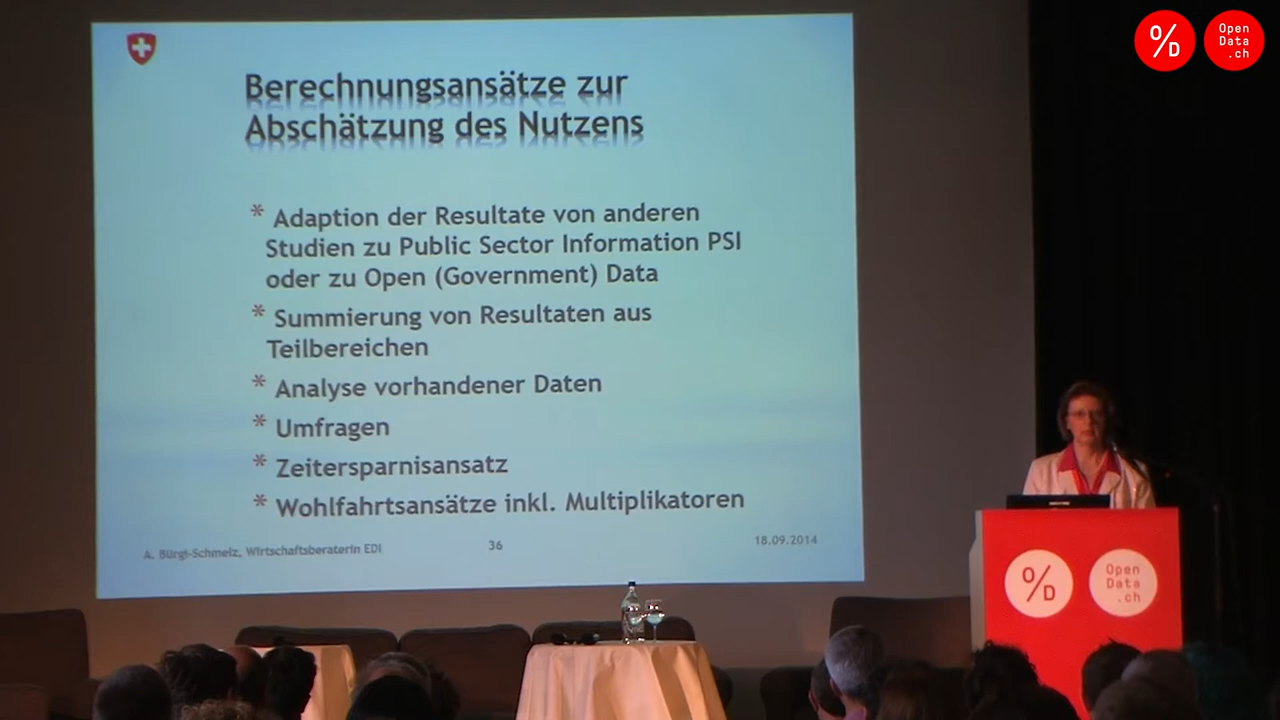 Berechnungsansätze zur
Abschätzung des Nutzens
* Adaption der Resultate von anderen
Studien zu Public Sector Information PSI
oder zu Open (Government) Data
* Summierung von Resultaten aus
Teilbereichen
* Analyse vorhandener Daten
* Umfragen
* Zeitersparnisansatz
* Wohlfahrtsansätze inkl. Multiplikatoren
A. Bürgi-Schmelz, Wirtschaftsberaterin EDI
36
18.09.2014
%D
Open
Data
.ch
%D
Open
Data
.ch